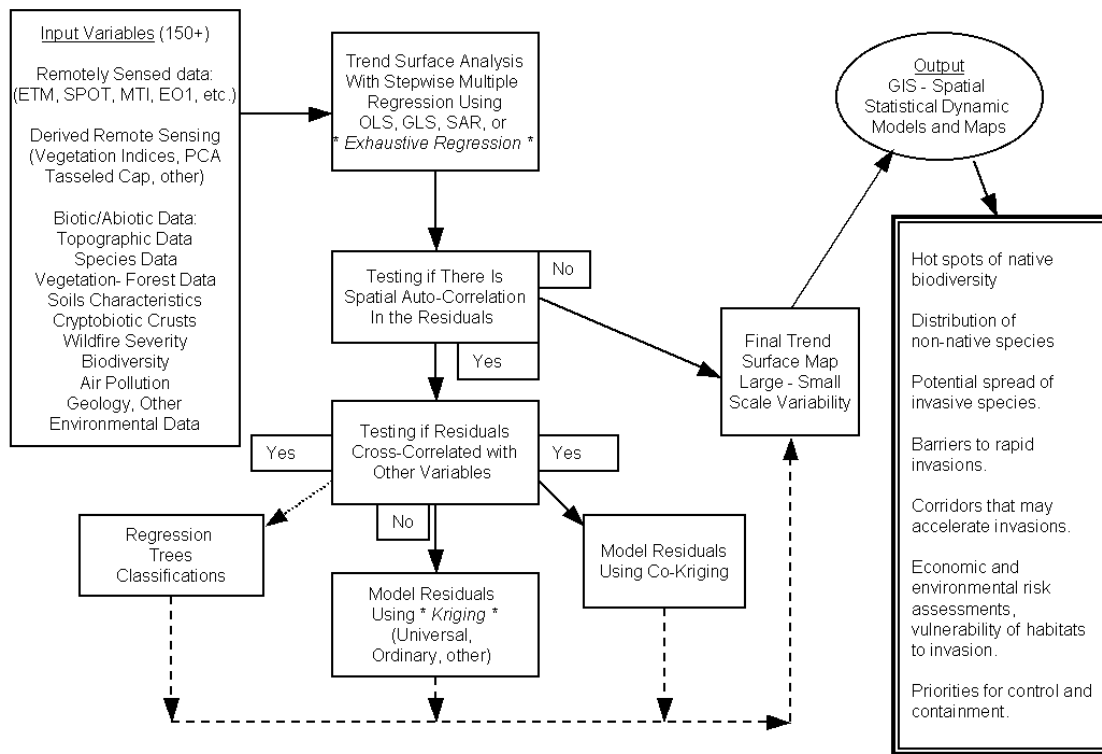 Input Variables (150+)
Remotely Sensed data:
(ETM, SPOT, MTI, EO1, etc.)
Derived Remote Sensing
(Vegetation Indices, PCA
Tasseled Cap, other)
Biotic/Abiotic Data:
Topographic Data
Species Data
Vegetation- Forest Data
Soils Characteristics
Cryptobiotic Crusts
Wildfire Severity
Biodiversity
Air Pollution
Geology, Other
Environmental Data
Trend Surface Analysis
With Stepwise Multiple
Regression Using
OLS, GLS, SAR, or
* Exhaustive Regression *
Testing if There Is
Spatial Auto-Correlation
In the Residuals
No
Yes
Testing if Residuals
Cross-Correlated with
Other Variables
Yes
Yes
No
Regression
Trees
Classifications
Model Residuals
Using * Kriging *
(Universal,
Ordinary, other)
Model Residuals
Using Co-Kriging
Final Trend
Surface Map
Large - Small
Scale Variability
Output
GIS - Spatial
Statistical Dynamic
Models and Maps
Hot spots of native
biodiversity
Distribution of
non-native species
Potential spread of
invasive species.
Barriers to rapid
invasions.
Corridors that may
accelerate invasions.
Economic and
environmental risk
assessments,
vulnerability of habitats
to invasion.
Priorities for control and
containment.